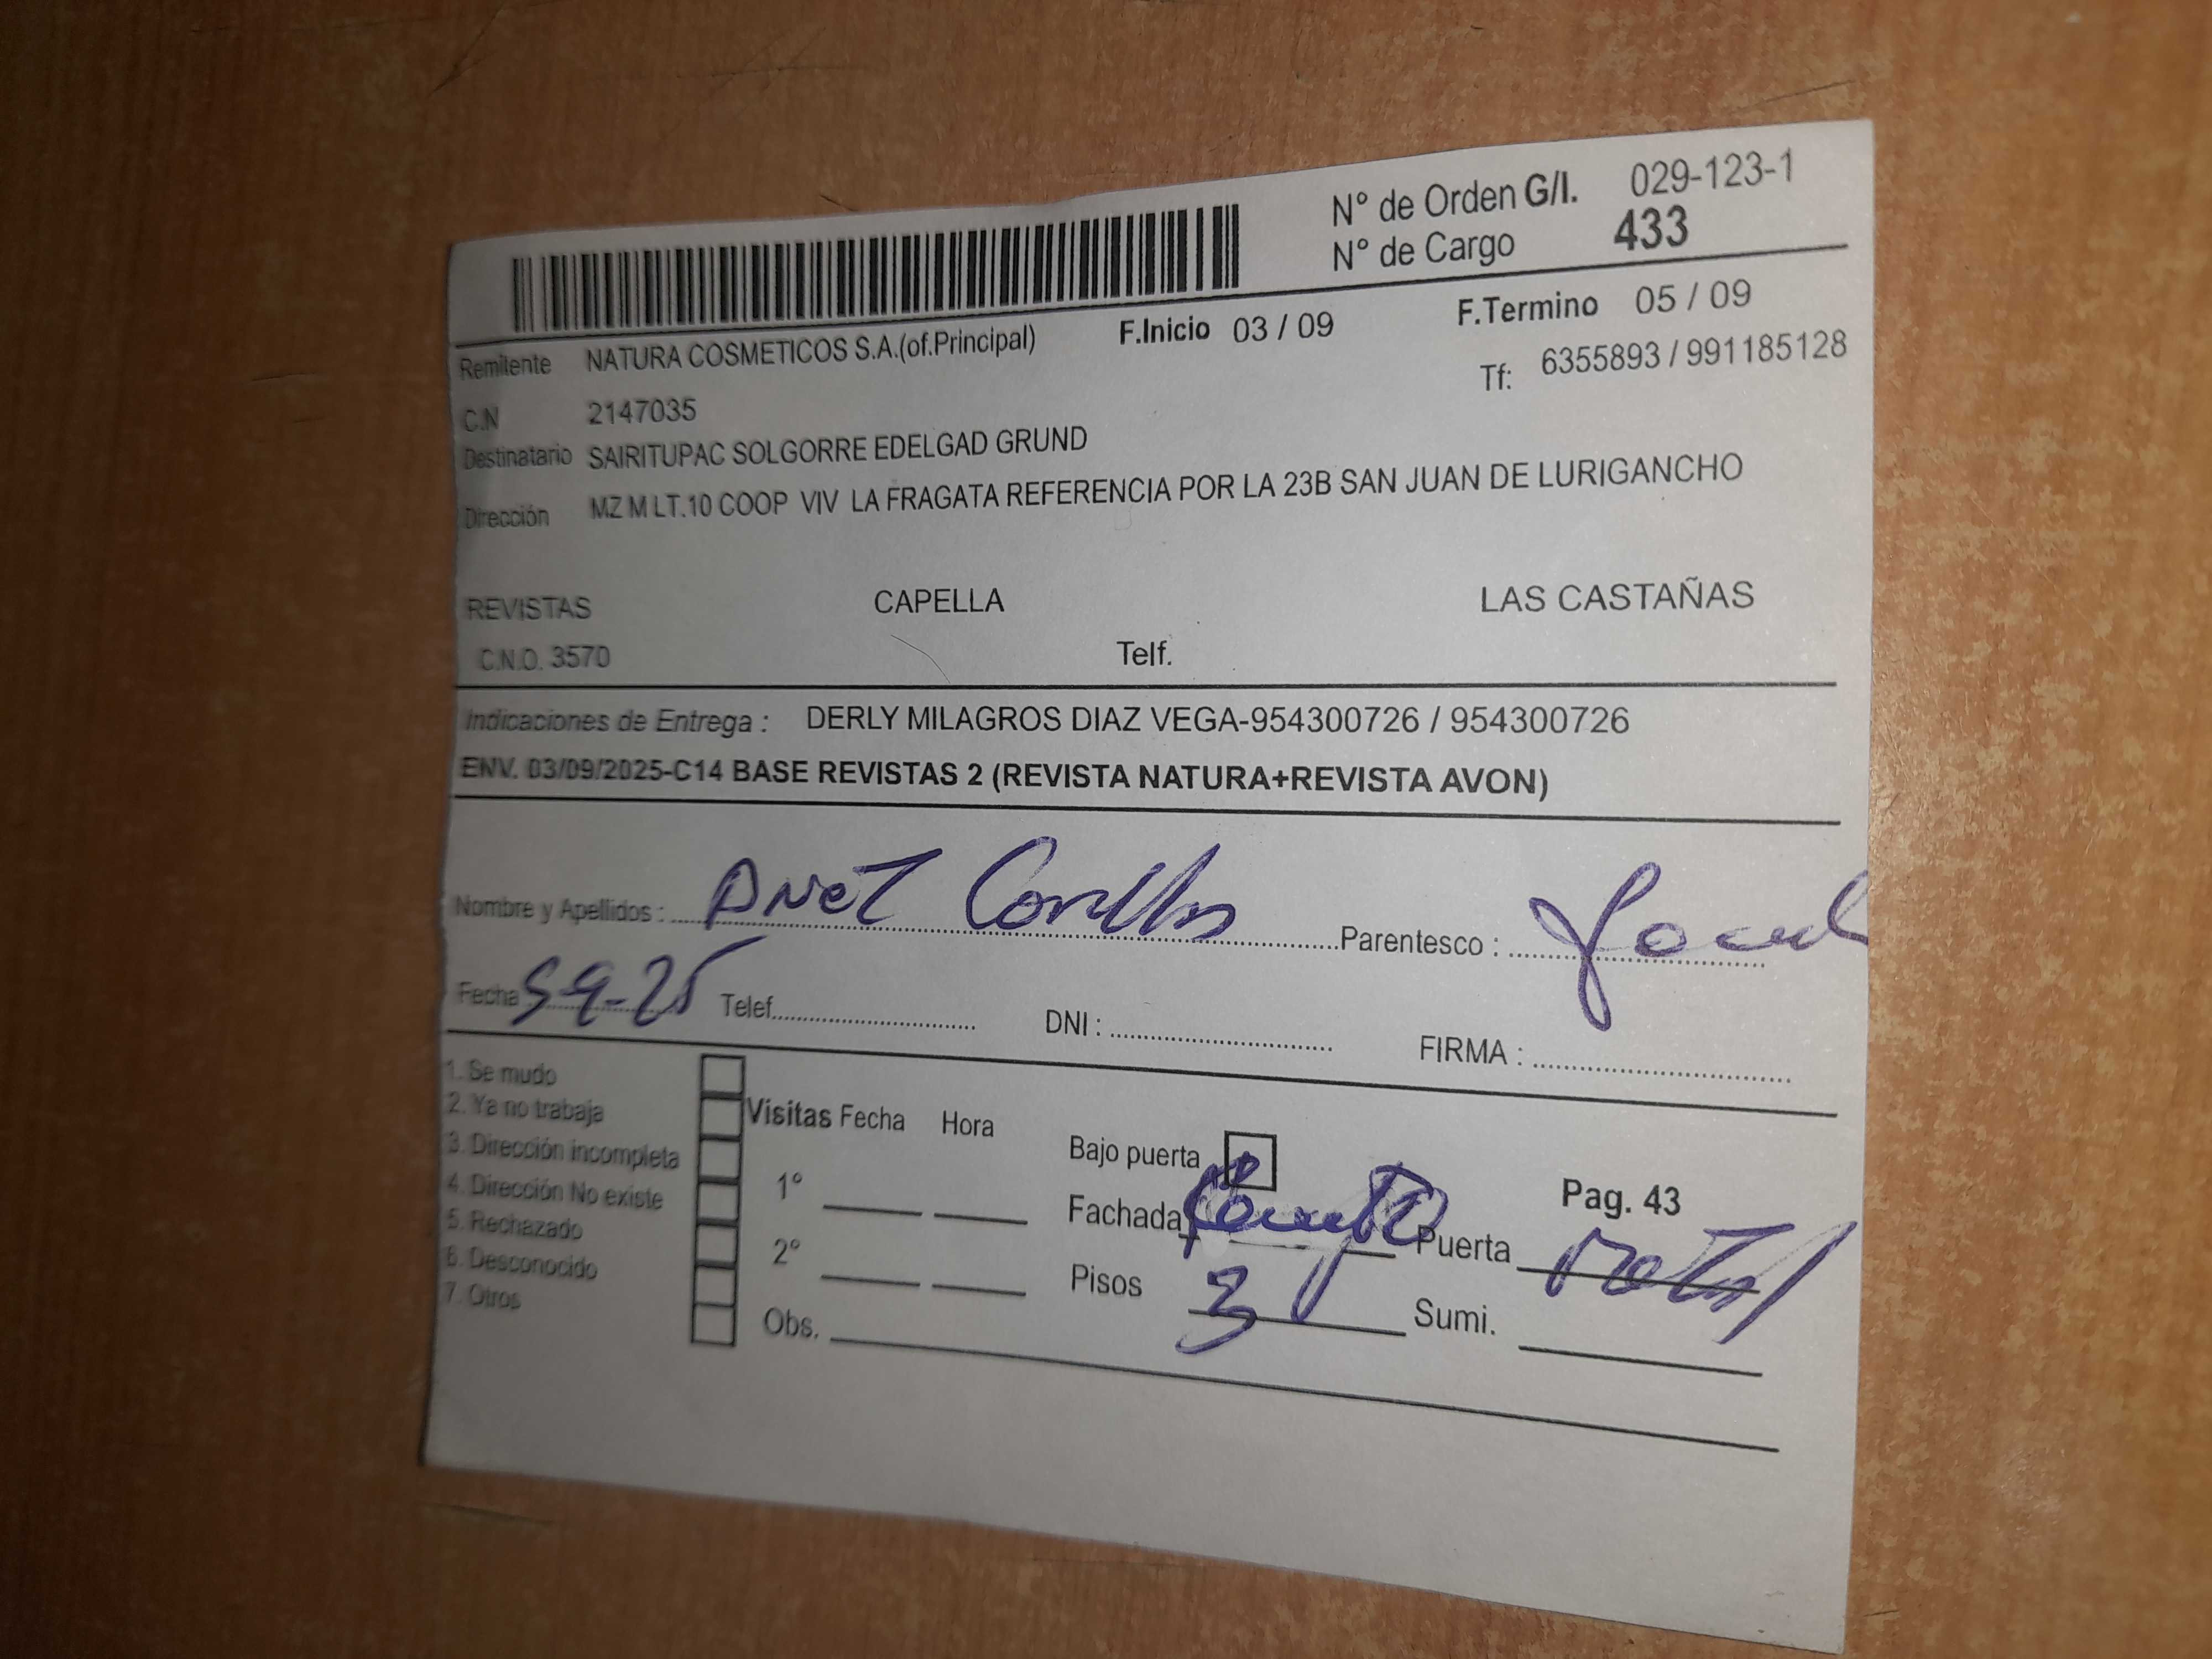 N° de Orden G/I. 029-123-1
N° de Cargo 433
Remitente NATURA COSMETICOS S.A.(of.Principal) F.Inicio 03 / 09 F.Termino 05 / 09
C.N 2147035 Tf: 6355893 / 991185128
Destinatario SAIRITUPAC SOLGORRE EDELGAD GRUND
Dirección MZ M LT.10 COOP VIV LA FRAGATA REFERENCIA POR LA 23B SAN JUAN DE LURIGANCHO
REVISTAS CAPELLA LAS CASTAÑAS
C.N.O. 3570 Telf.
Indicaciones de Entrega : DERLY MILAGROS DIAZ VEGA-954300726 / 954300726
ENV. 03/09/2025-C14 BASE REVISTAS 2 (REVISTA NATURA+REVISTA AVON)
Nombre y Apellidos : Parentesco :
Fecha 5-9-25 Telef. DNI : FIRMA :
1. Se mudo
2. Ya no trabaja
3. Dirección incompleta
4. Dirección No existe
5. Rechazado
6. Desconocido
7. Otros
Visitas Fecha Hora
1°
2°
Obs.
Bajo puerta
Fachada Puerta Metal
Pisos 3 Sumi.
Pag. 43